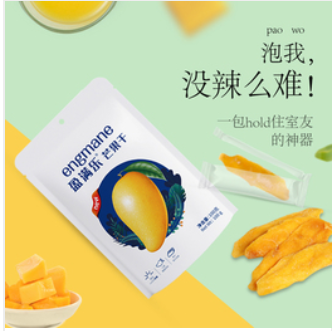 pao wo
泡我，
没辣么难！
一包hold住室友
的神器
engmane
盈满乐 芒果干